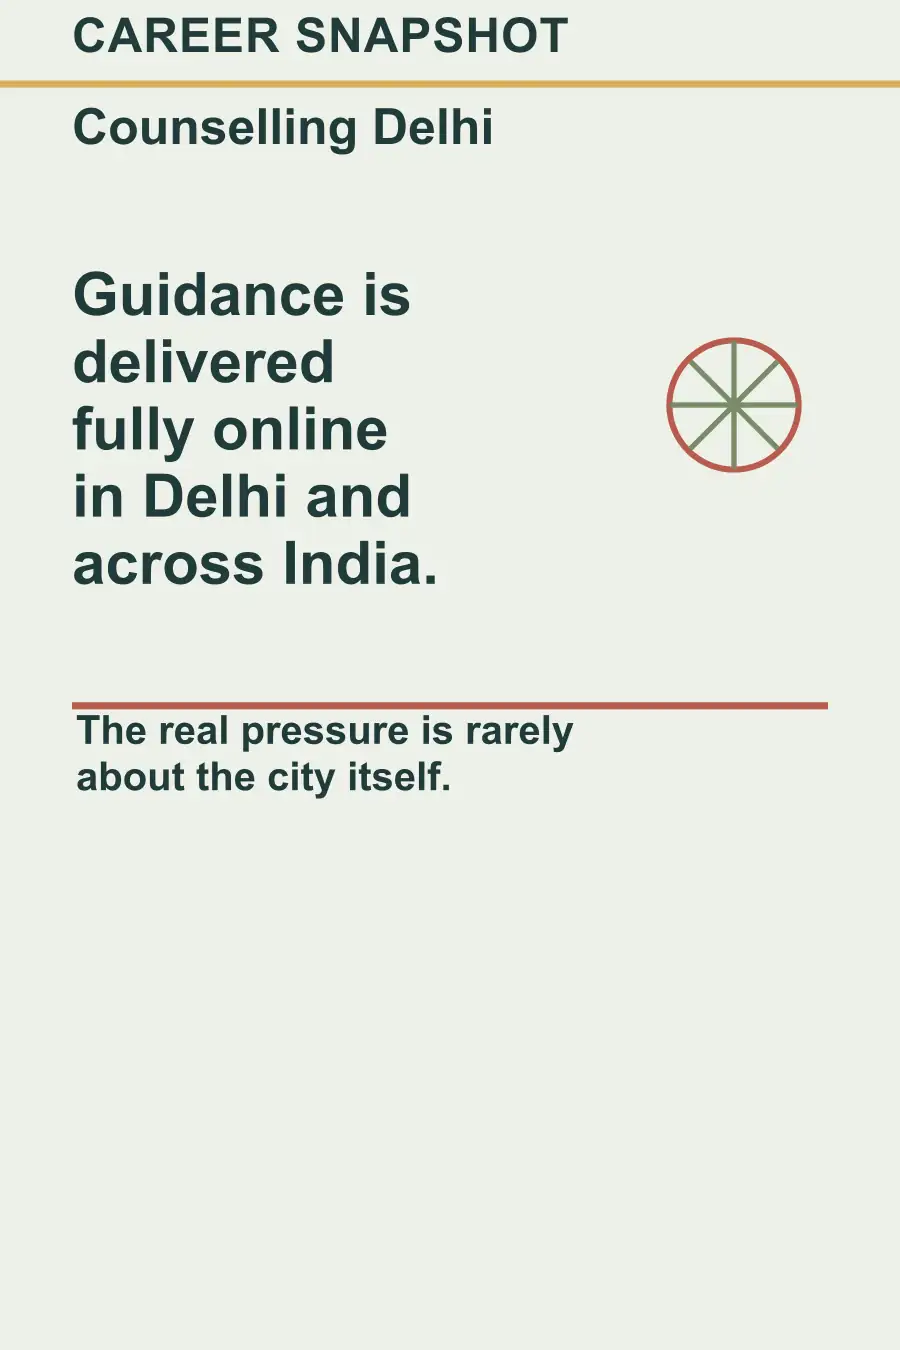 CAREER SNAPSHOT
Counselling Delhi
Guidance is
delivered
fully online
in Delhi and
across India.
The real pressure is rarely
about the city itself.